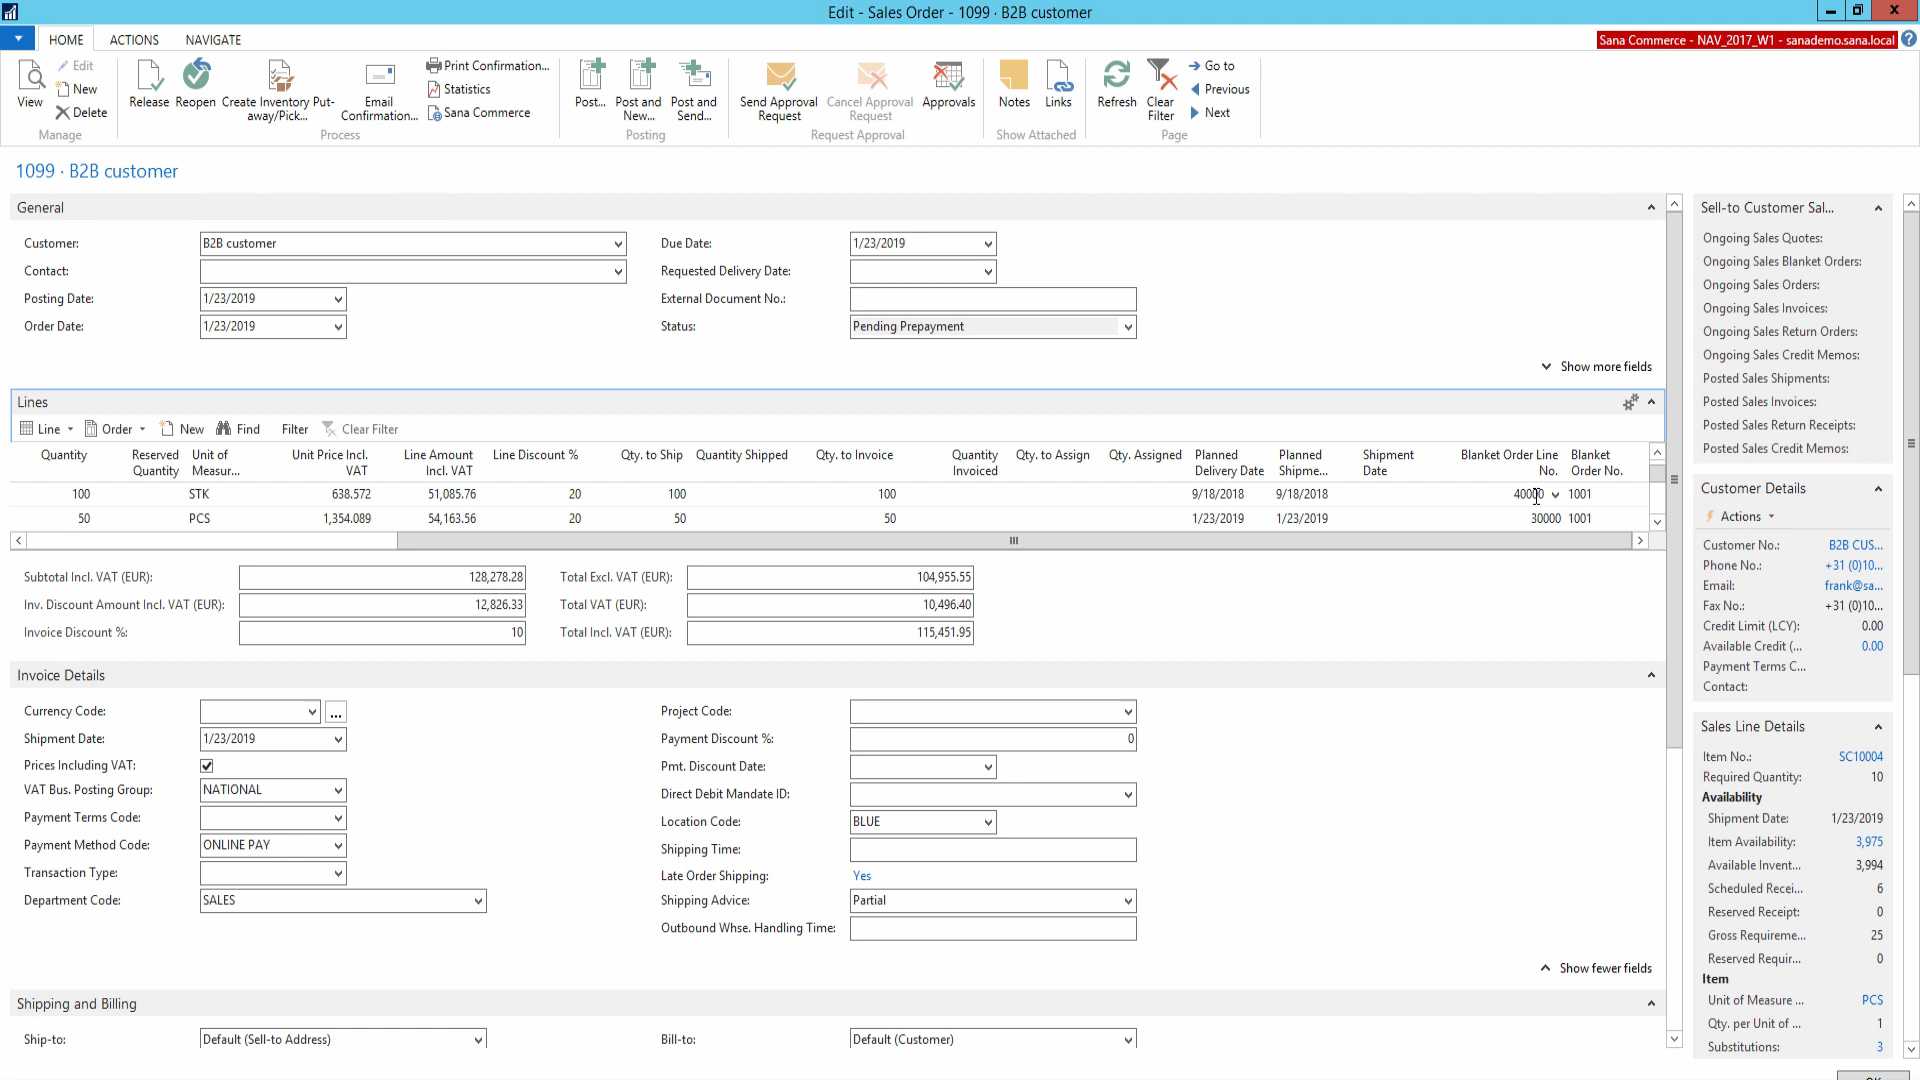 Edit - Sales Order - 1099 · B2B customer
HOME ACTIONS NAVIGATE
Sana Commerce - NAV_2017_W1 - sanademo.sana.local
View
Edit
New
Delete
Manage
Release
Reopen
Create Inventory Put-away/Pick...
Email Confirmation...
Print Confirmation...
Statistics
Sana Commerce
Process
Post...
Post and New...
Post and Send...
Posting
Send Approval Request
Cancel Approval Request
Approvals
Request Approval
Notes
Links
Show Attached
Refresh
Clear Filter
Go to
Previous
Next
Page
1099 · B2B customer
General
Customer: B2B customer
Contact:
Posting Date: 1/23/2019
Order Date: 1/23/2019
Due Date: 1/23/2019
Requested Delivery Date:
External Document No.:
Status: Pending Prepayment
Show more fields
Lines
Line Order New Find Filter Clear Filter
Quantity Reserved Quantity Unit of Measur... Unit Price Incl. VAT Line Amount Incl. VAT Line Discount % Qty. to Ship Quantity Shipped Qty. to Invoice Quantity Invoiced Qty. to Assign Qty. Assigned Planned Delivery Date Planned Shipme... Shipment Date Blanket Order Line No. Blanket Order No.
100 STK 638.572 51,085.76 20 100 100 9/18/2018 9/18/2018 40000 1001
50 PCS 1,354.089 54,163.56 20 50 50 1/23/2019 1/23/2019 30000 1001
Subtotal Incl. VAT (EUR): 128,278.28
Inv. Discount Amount Incl. VAT (EUR): 12,826.33
Invoice Discount %: 10
Total Excl. VAT (EUR): 104,955.55
Total VAT (EUR): 10,496.40
Total Incl. VAT (EUR): 115,451.95
Invoice Details
Currency Code: ...
Shipment Date: 1/23/2019
Prices Including VAT:
VAT Bus. Posting Group: NATIONAL
Payment Terms Code:
Payment Method Code: ONLINE PAY
Transaction Type:
Department Code: SALES
Project Code:
Payment Discount %: 0
Pmt. Discount Date:
Direct Debit Mandate ID:
Location Code: BLUE
Shipping Time:
Late Order Shipping: Yes
Shipping Advice: Partial
Outbound Whse. Handling Time:
Show fewer fields
Shipping and Billing
Ship-to: Default (Sell-to Address)
Bill-to: Default (Customer)
Sell-to Customer Sal...
Ongoing Sales Quotes:
Ongoing Sales Blanket Orders:
Ongoing Sales Orders:
Ongoing Sales Invoices:
Ongoing Sales Return Orders:
Ongoing Sales Credit Memos:
Posted Sales Shipments:
Posted Sales Invoices:
Posted Sales Return Receipts:
Posted Sales Credit Memos:
Customer Details
Actions
Customer No.: B2B CUS...
Phone No.: +31 (0)10...
Email: frank@sa...
Fax No.: +31 (0)10...
Credit Limit (LCY): 0.00
Available Credit (... 0.00
Payment Terms C...
Contact:
Sales Line Details
Item No.: SC10004
Required Quantity: 10
Availability
Shipment Date: 1/23/2019
Item Availability: 3,975
Available Invent... 3,994
Scheduled Recei... 6
Reserved Receipt: 0
Gross Requireme... 25
Reserved Requir... 0
Item
Unit of Measure ... PCS
Qty. per Unit of ... 1
Substitutions: 3